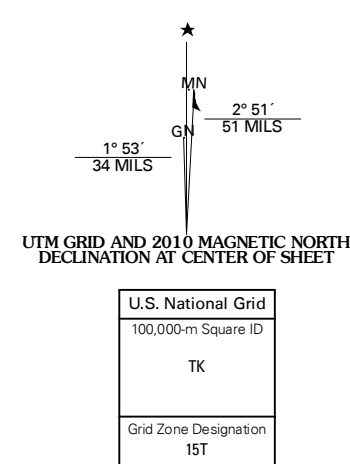 MN
2° 51´
51 MILS
GN
1° 53´
34 MILS
UTM GRID AND 2010 MAGNETIC NORTH
DECLINATION AT CENTER OF SHEET
U.S. National Grid
100,000-m Square ID
TK
Grid Zone Designation
15T